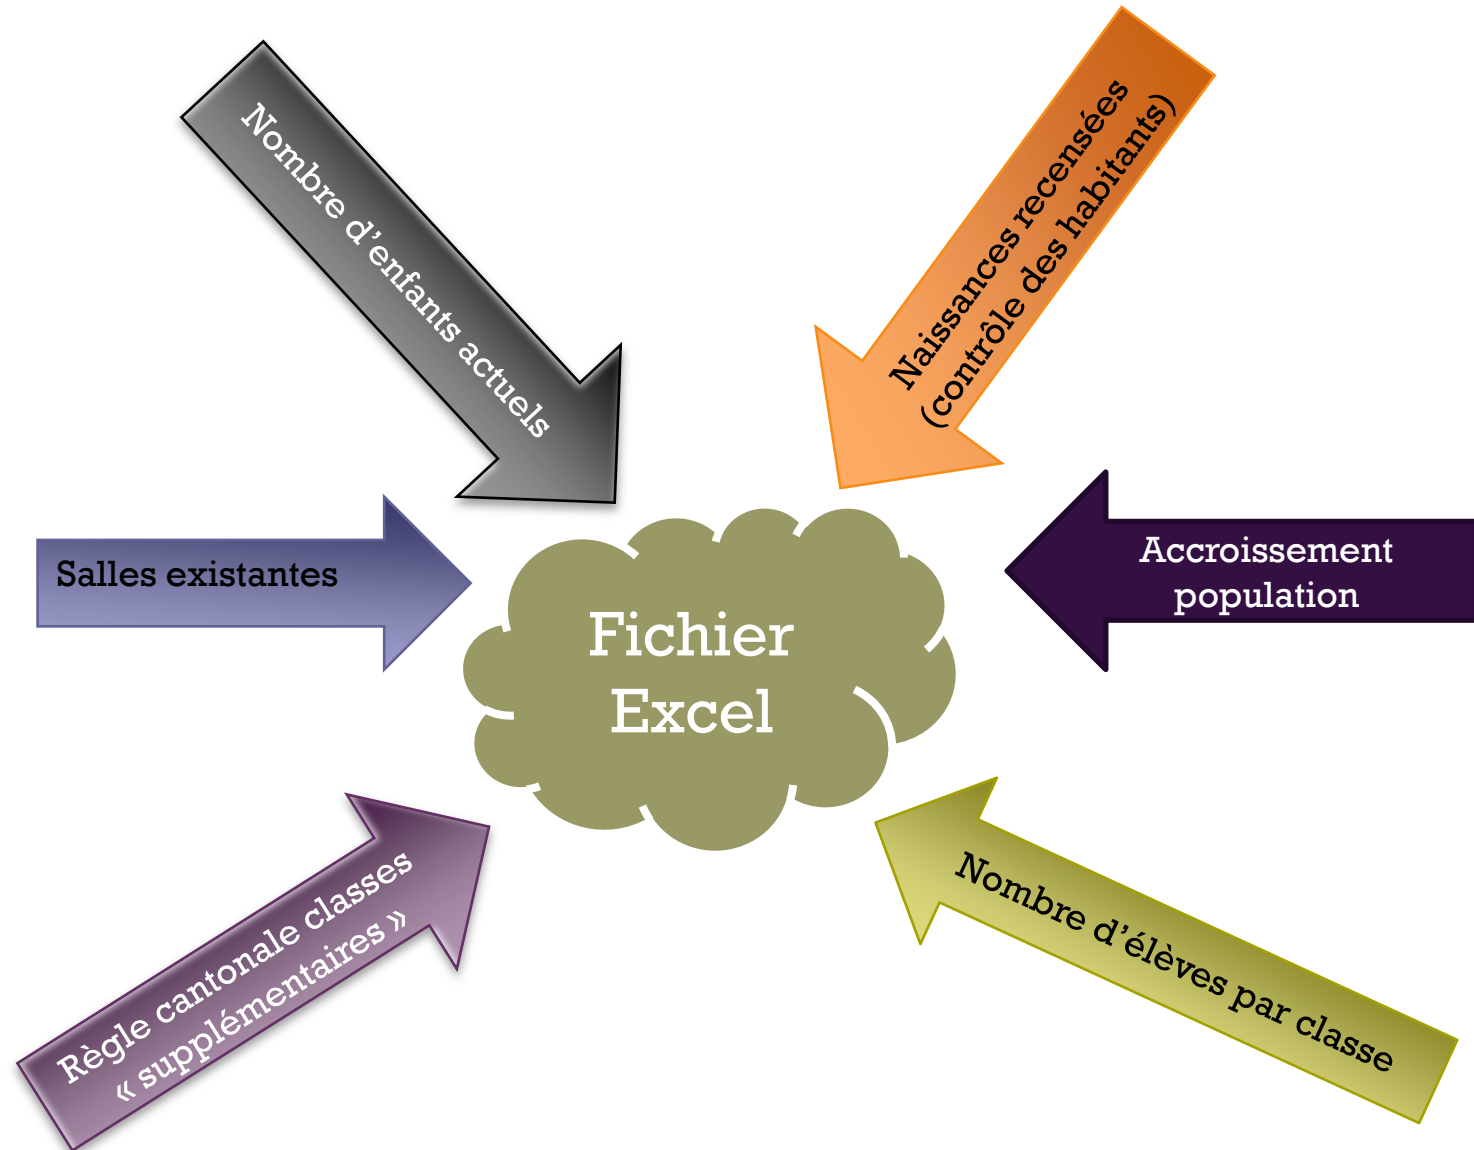 Nombre d’enfants actuels
Naissances recensées
(contrôle des habitants)
Salles existantes
Accroissement
population
Fichier
Excel
Règle cantonale classes
« supplémentaires »
Nombre d’élèves par classe